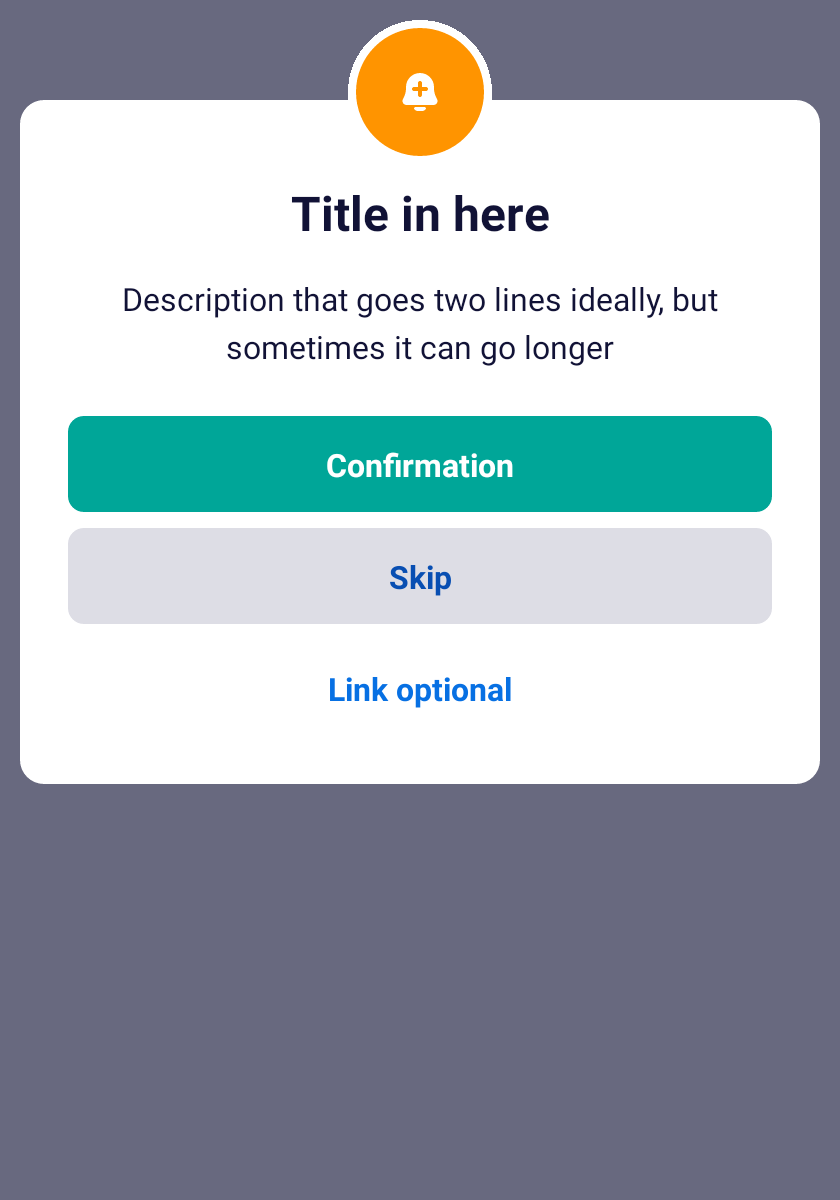 Title in here
Description that goes two lines ideally, but
sometimes it can go longer
Confirmation
Skip
Link optional